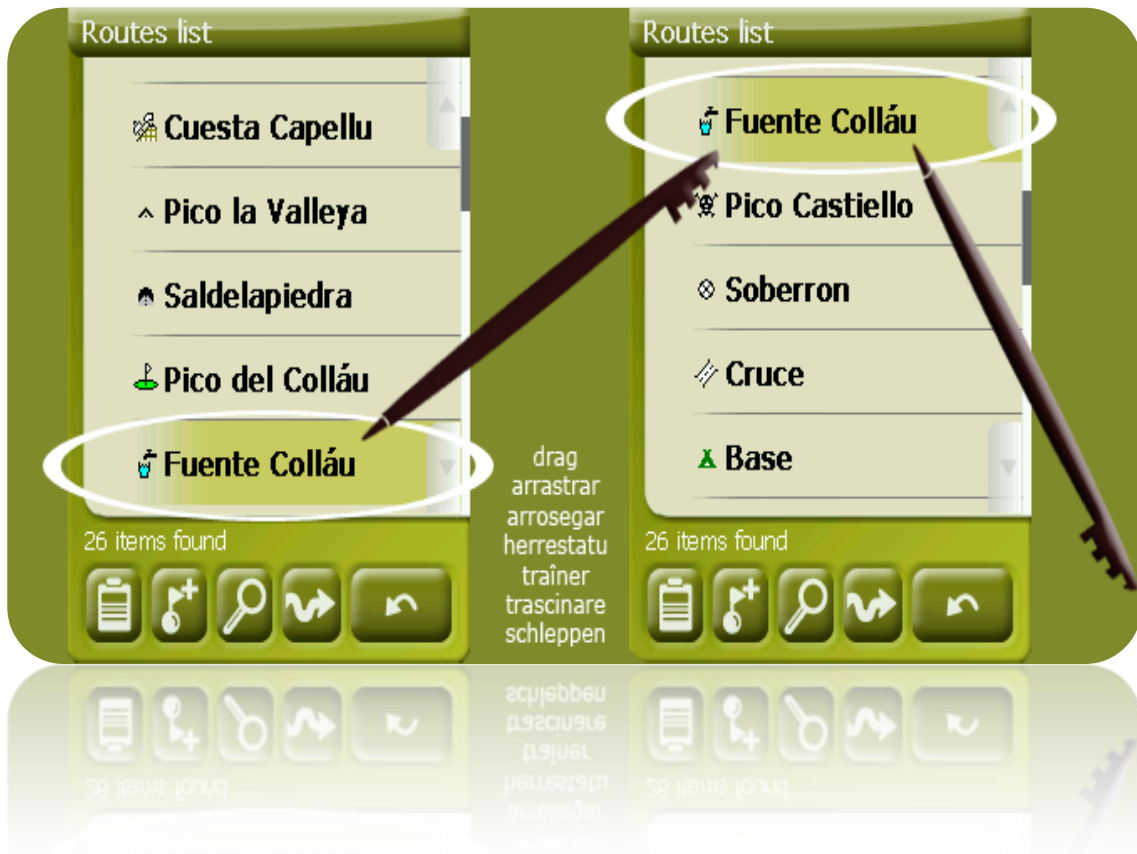 Routes list
Cuesta Capellu
Pico la Valleya
Saldelapiedra
Pico del Colláu
Fuente Colláu
26 items found
drag
arrastrar
arrosegar
herrestatu
traîner
trascinare
schleppen
Routes list
Fuente Colláu
Pico Castiello
Soberron
Cruce
Base
26 items found